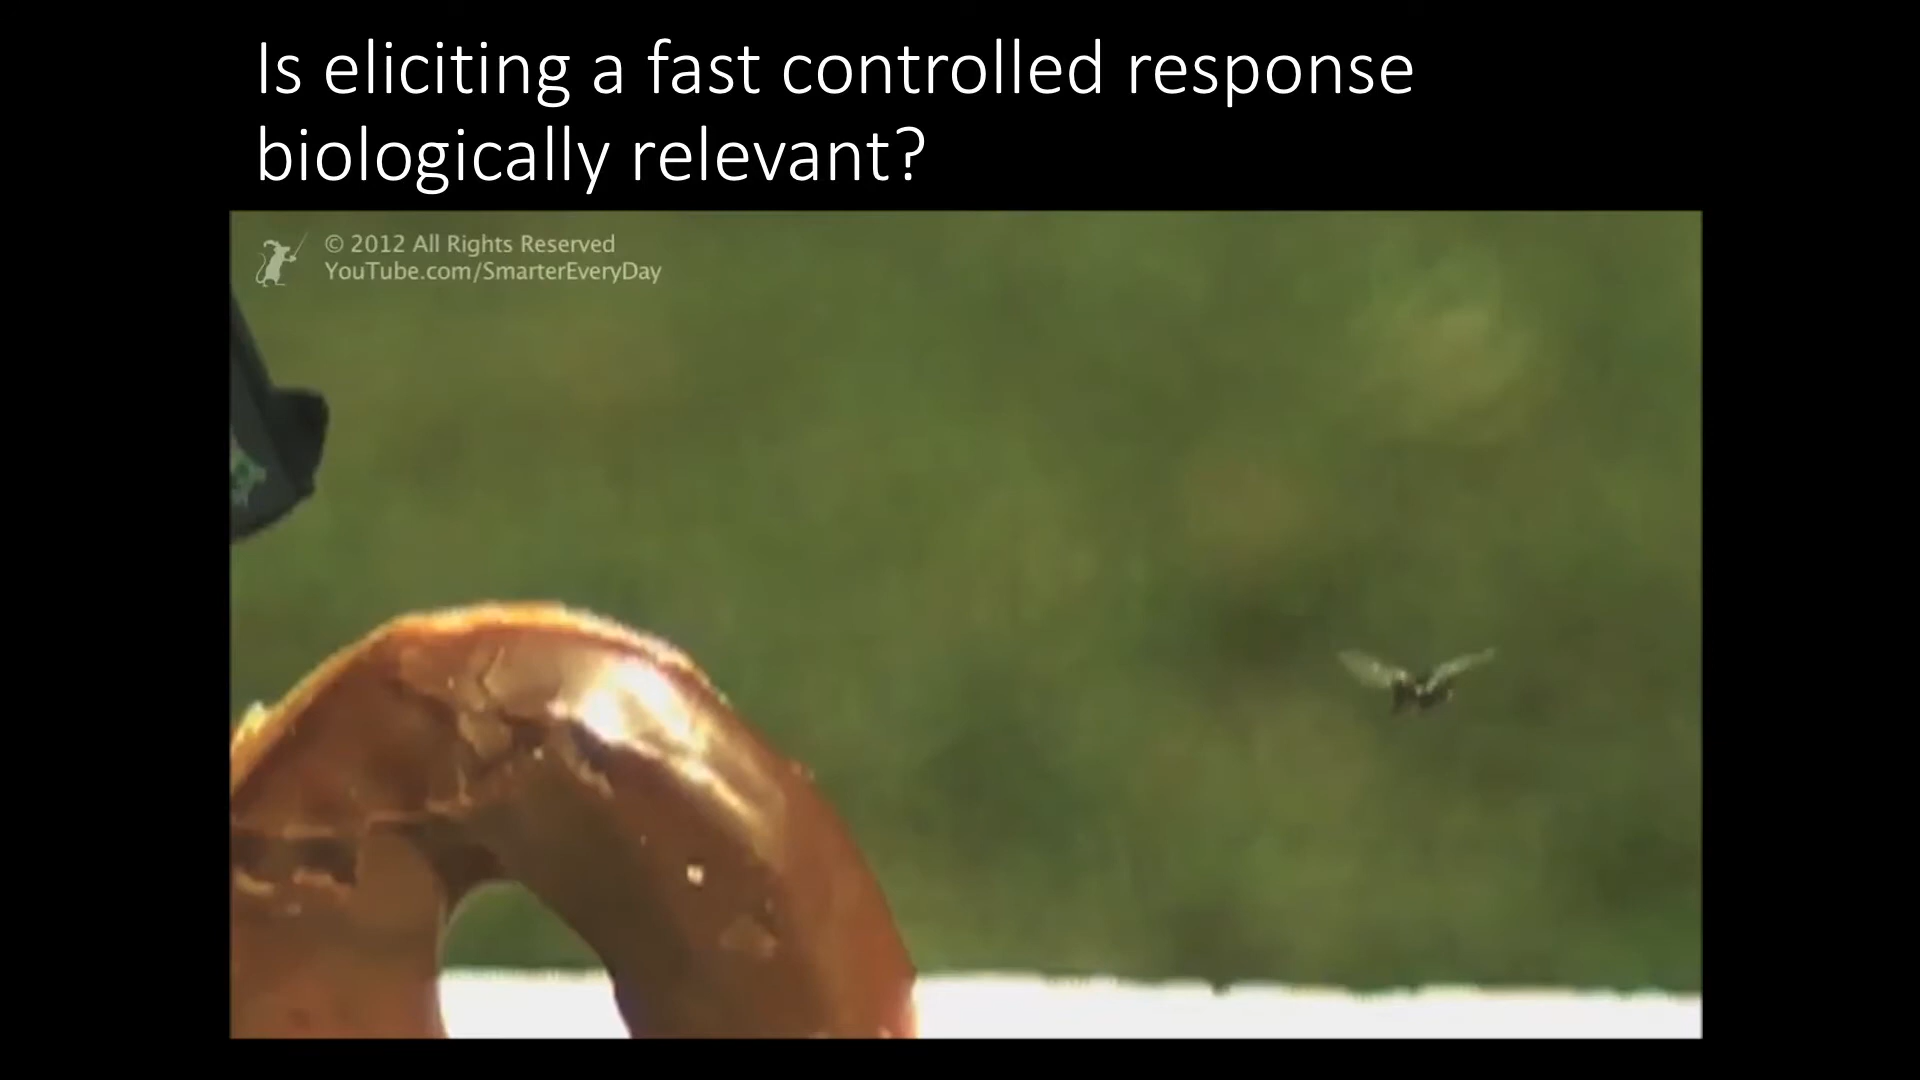 Is eliciting a fast controlled response
biologically relevant?
© 2012 All Rights Reserved
YouTube.com/SmarterEveryDay